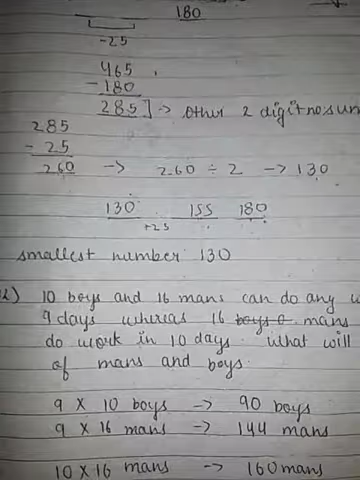 180
-25
465
- 180
285] -> Other 2 digit no sum
285
- 25
260 -> 260 ÷ 2 -> 130
130 155 180
+25
smallest number 130
10 boys and 16 mans can do any
9 days whereas 16 boys mans
do work in 10 days. What will
of mans and boys.
9 X 10 boys -> 90 boys
9 X 16 mans -> 144 mans
10 X 16 mans -> 160 mans